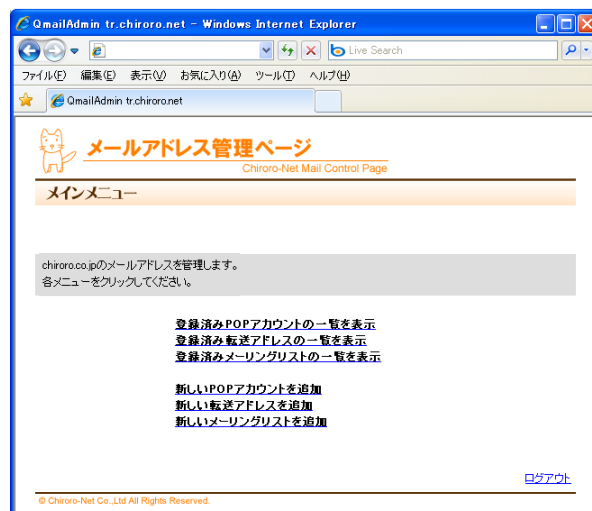 QmailAdmin tr.chiroro.net - Windows Internet Explorer
Live Search
ファイル(F) 編集(E) 表示(V) お気に入り(A) ツール(T) ヘルプ(H)
QmailAdmin tr.chiroro.net
メールアドレス管理ページ
Chiroro-Net Mail Control Page
メインメニュー
chiroro.co.jpのメールアドレスを管理します。
各メニューをクリックしてください。
登録済みPOPアカウントの一覧を表示
登録済み転送アドレスの一覧を表示
登録済みメーリングリストの一覧を表示
新しいPOPアカウントを追加
新しい転送アドレスを追加
新しいメーリングリストを追加
ログアウト
© Chiroro-Net Co.,Ltd All Rights Reserved.